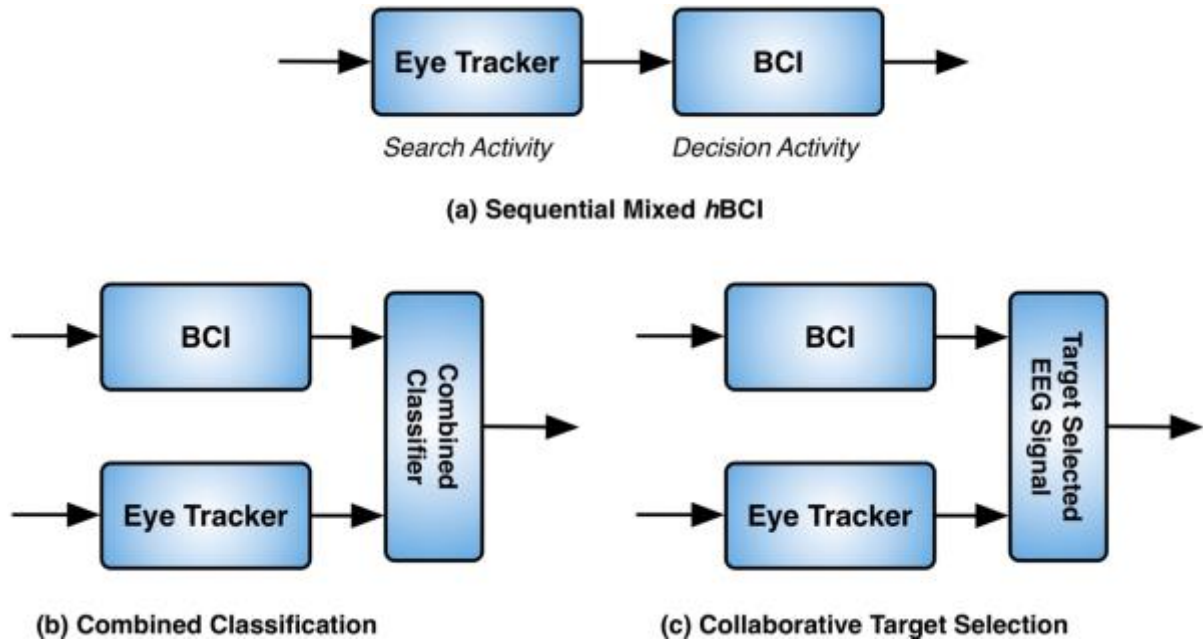 Eye Tracker
BCI
Search Activity
Decision Activity
(a) Sequential Mixed hBCI
BCI
Combined
Classifier
Eye Tracker
(b) Combined Classification
BCI
Target Selected
EEG Signal
Eye Tracker
(c) Collaborative Target Selection